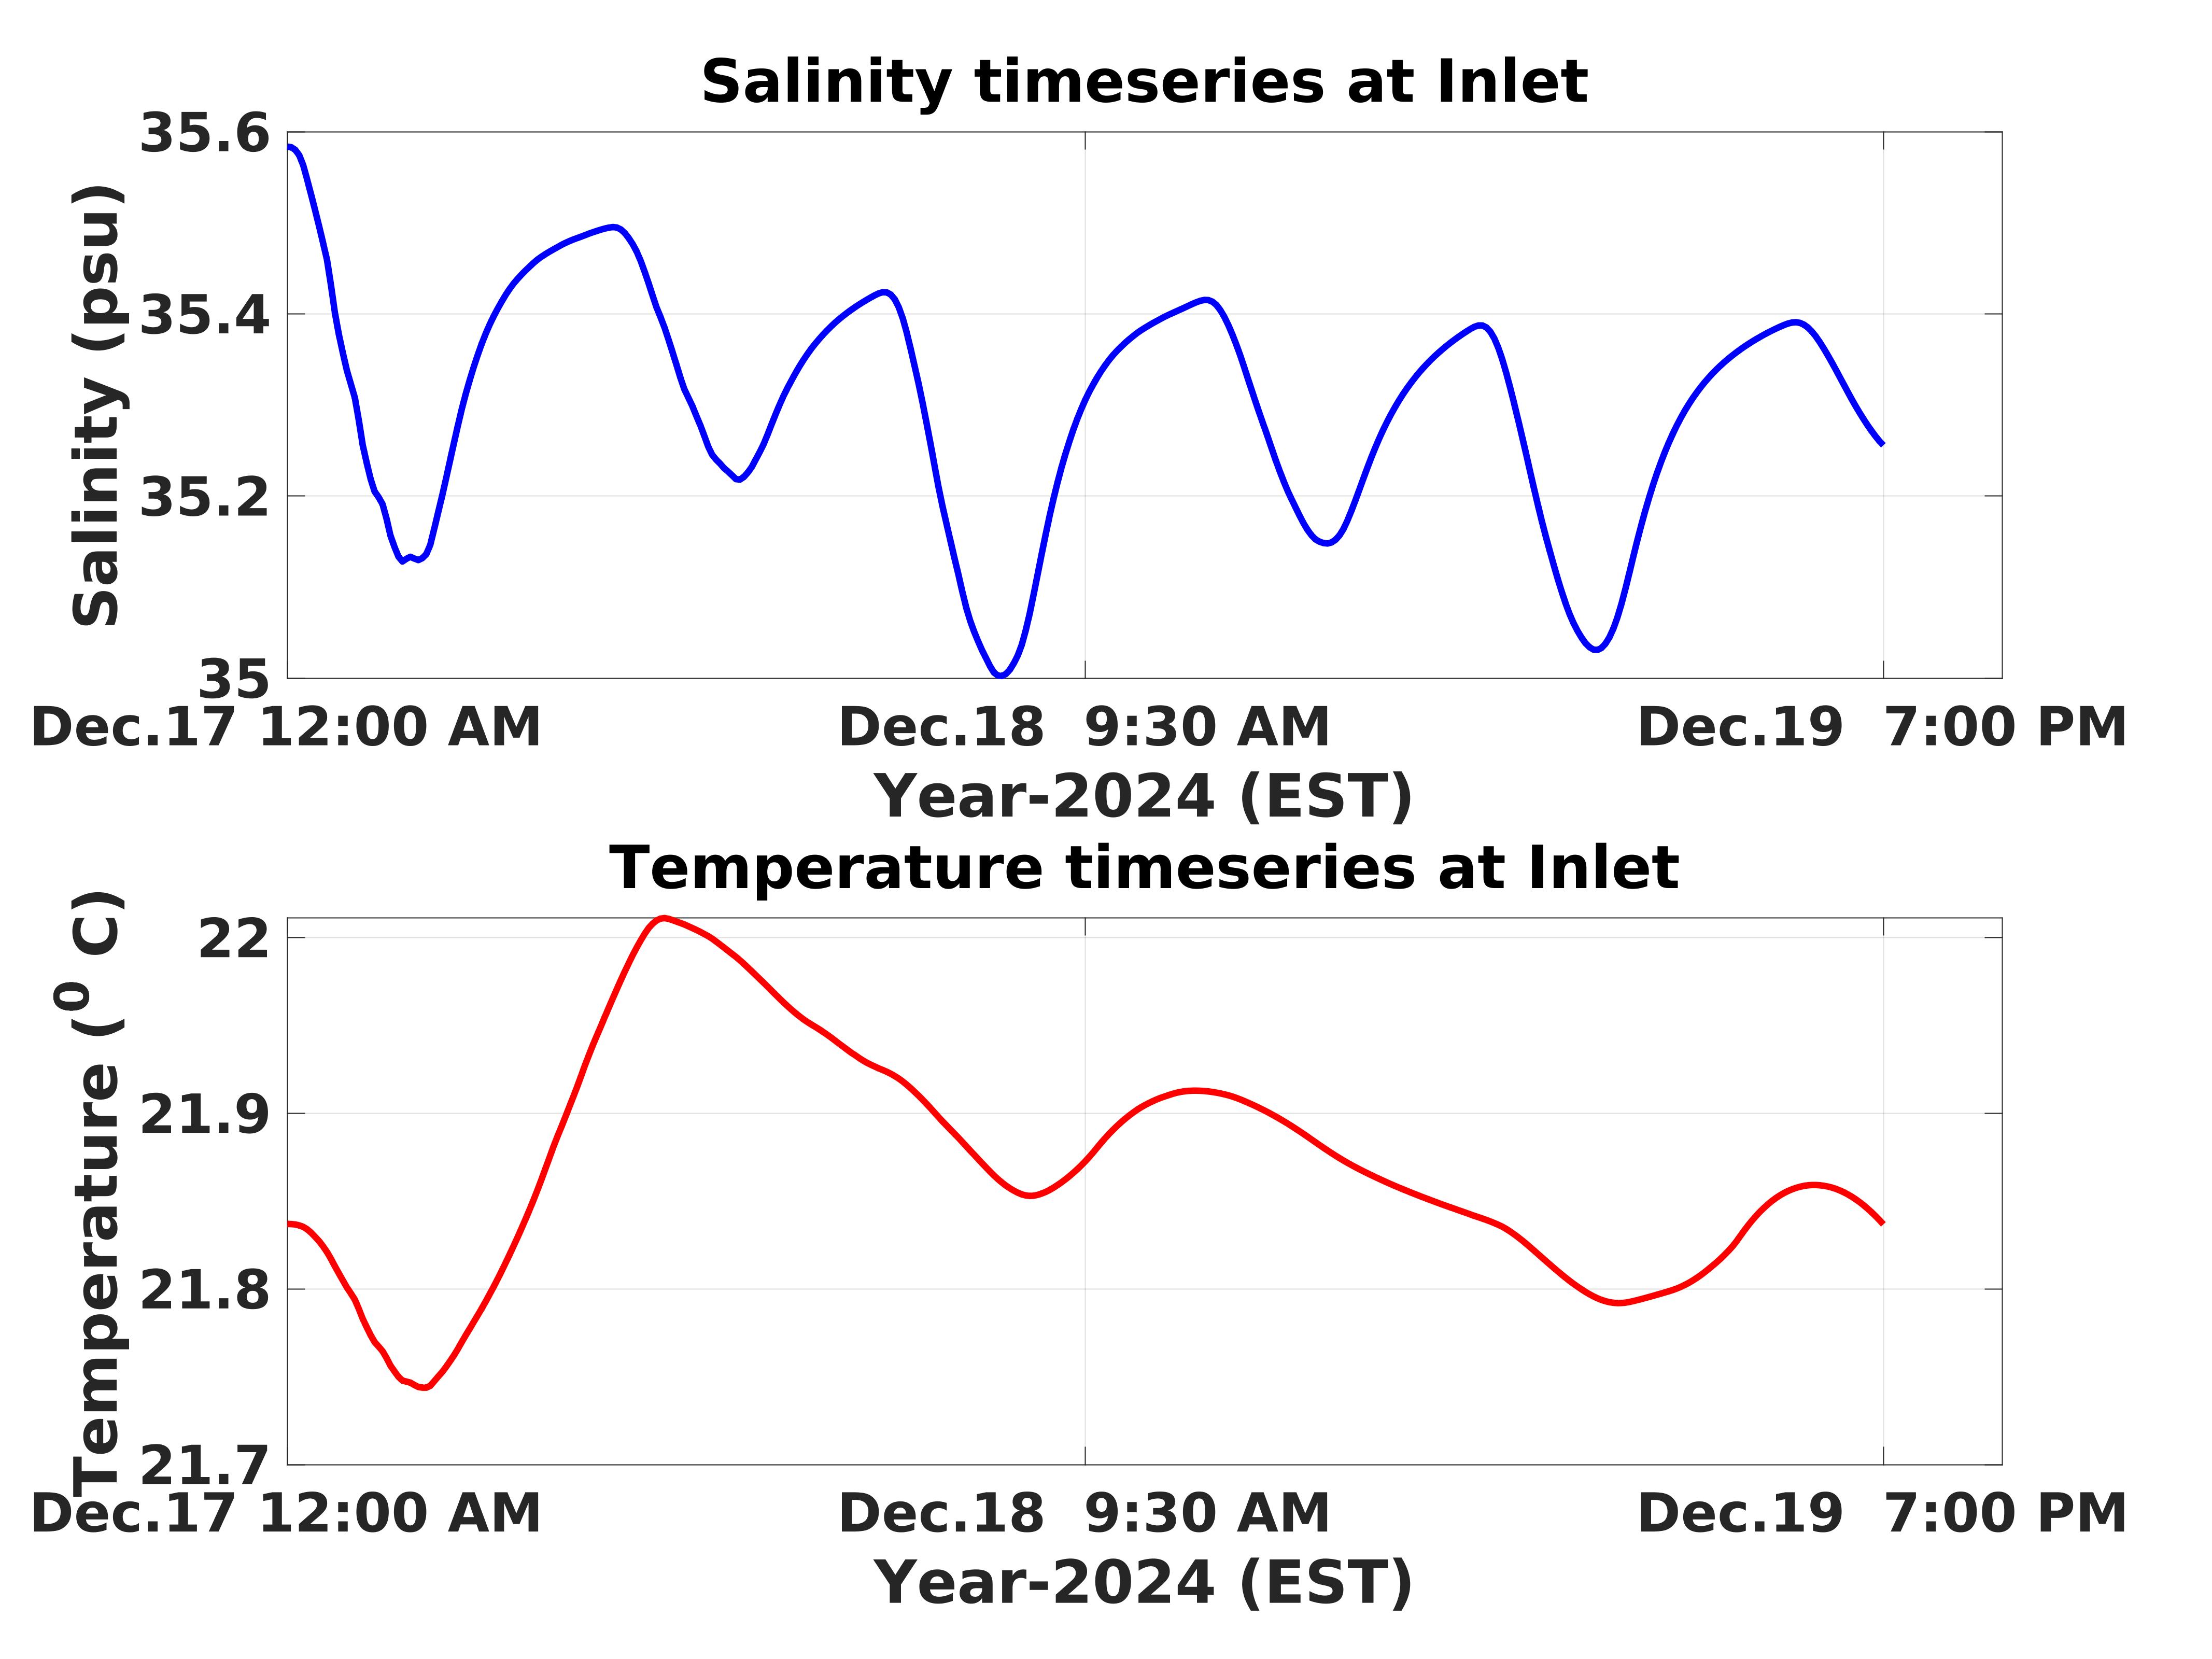 Salinity timeseries at Inlet
35.6
35.4
35.2
35
Salinity (psu)
Dec.17 12:00 AM Dec.18 9:30 AM Dec.19 7:00 PM
Year-2024 (EST)
Temperature timeseries at Inlet
22
21.9
21.8
21.7
Temperature (⁰ C)
Dec.17 12:00 AM Dec.18 9:30 AM Dec.19 7:00 PM
Year-2024 (EST)